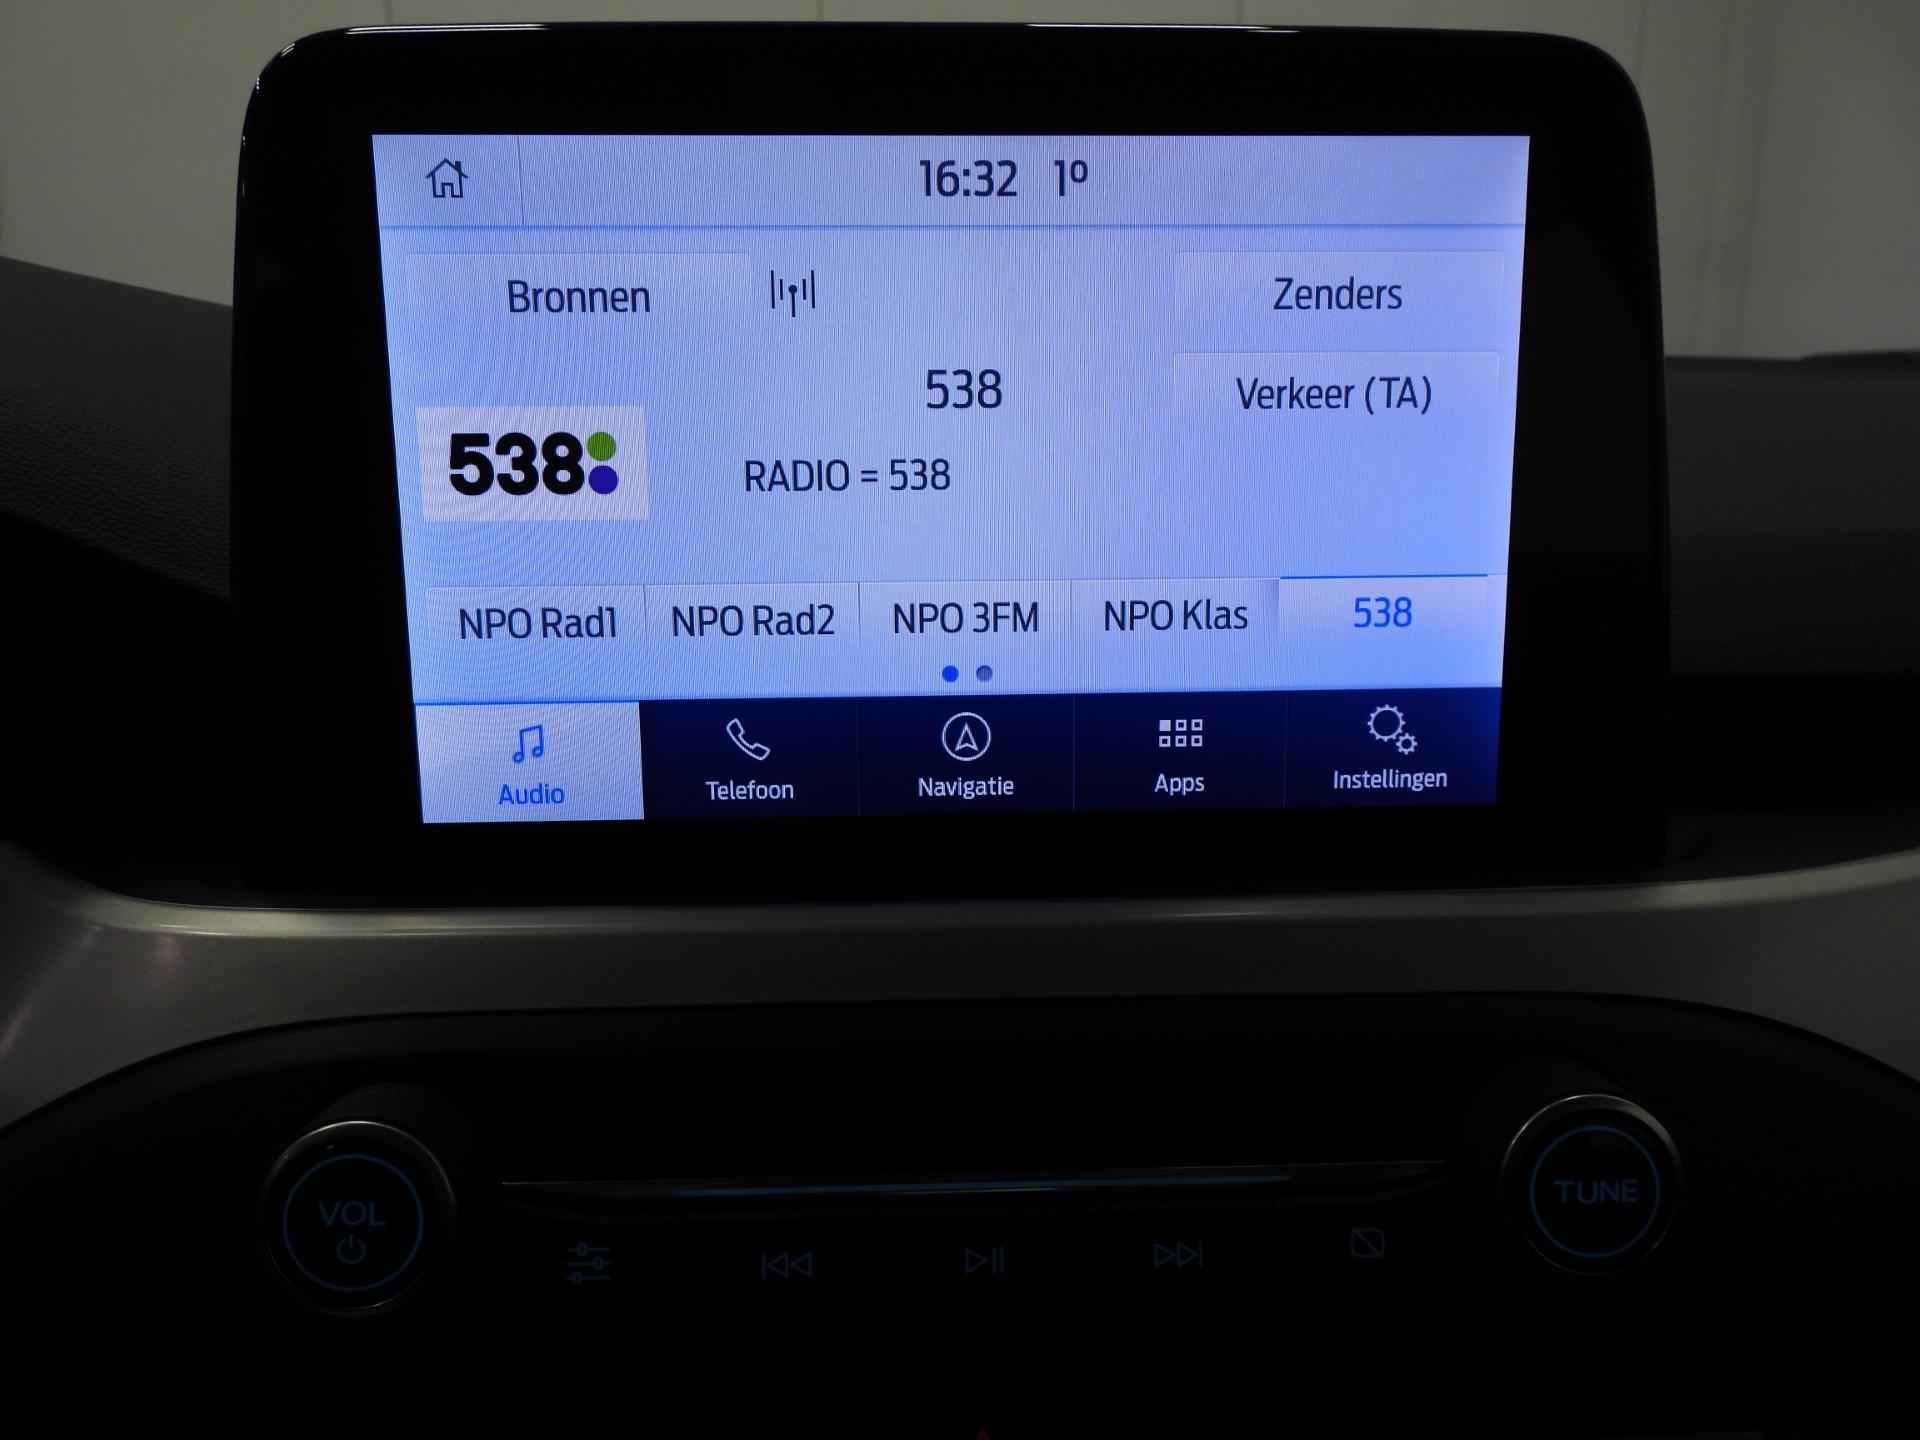 16:32 1º
Bronnen
Zenders
538
Verkeer (TA)
538
RADIO = 538
NPO Rad1 NPO Rad2 NPO 3FM NPO Klas 538
Audio Telefoon Navigatie Apps Instellingen
VOL
TUNE